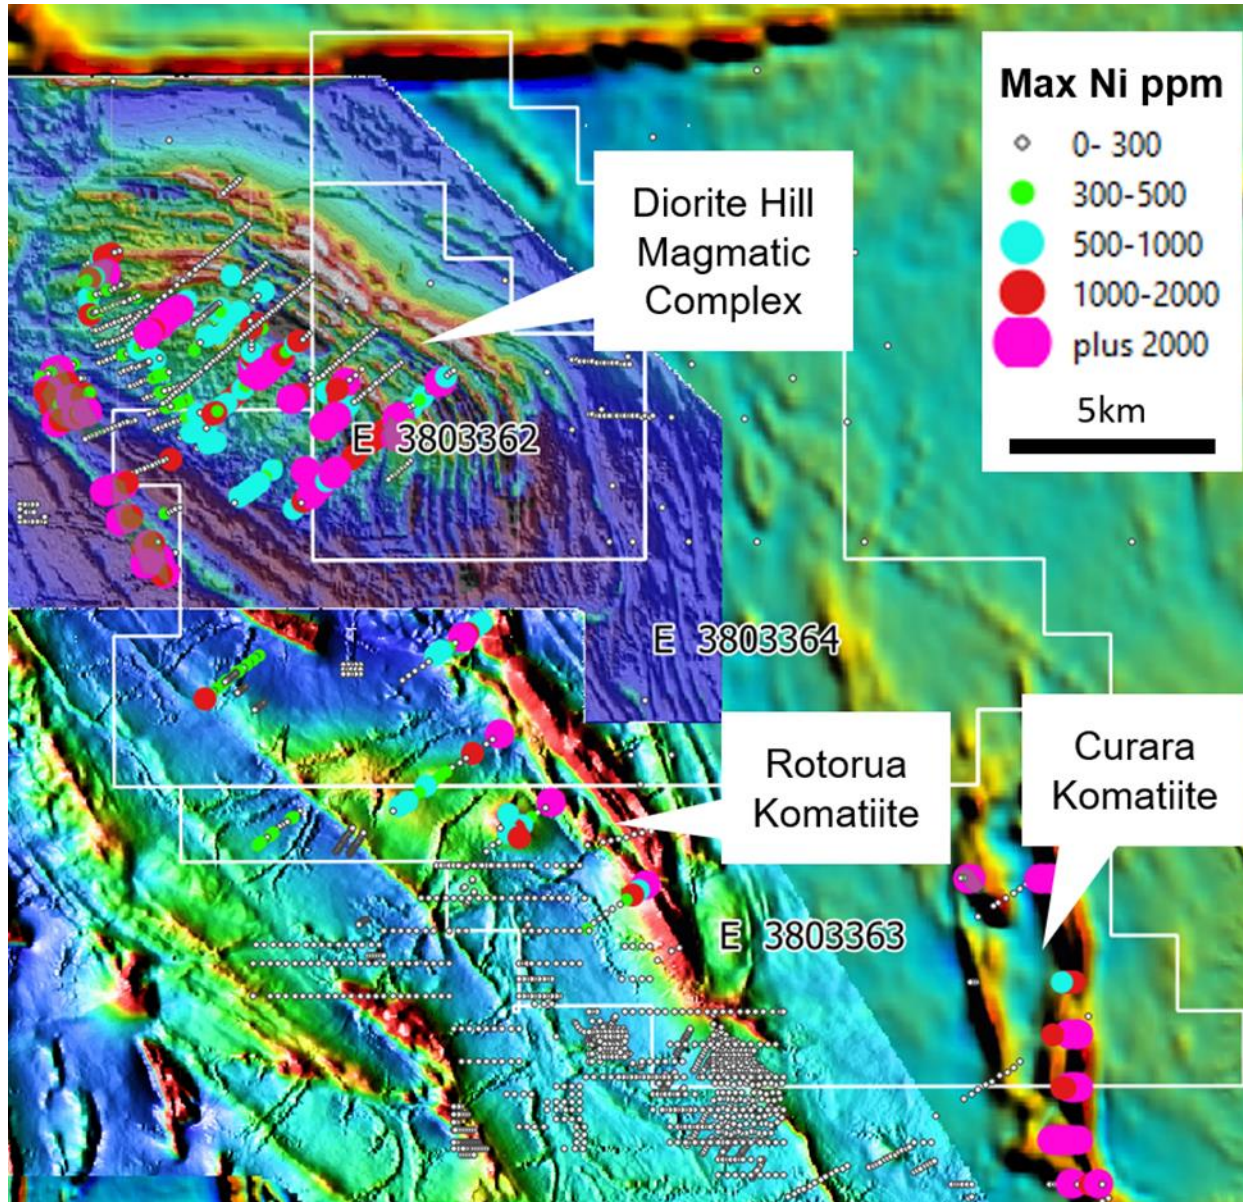 Max Ni ppm
0- 300
300-500
500-1000
1000-2000
plus 2000
5km
Diorite Hill
Magmatic
Complex
E 3803362
E 3803364
Rotorua
Komatiite
Curara
Komatiite
E 3803363